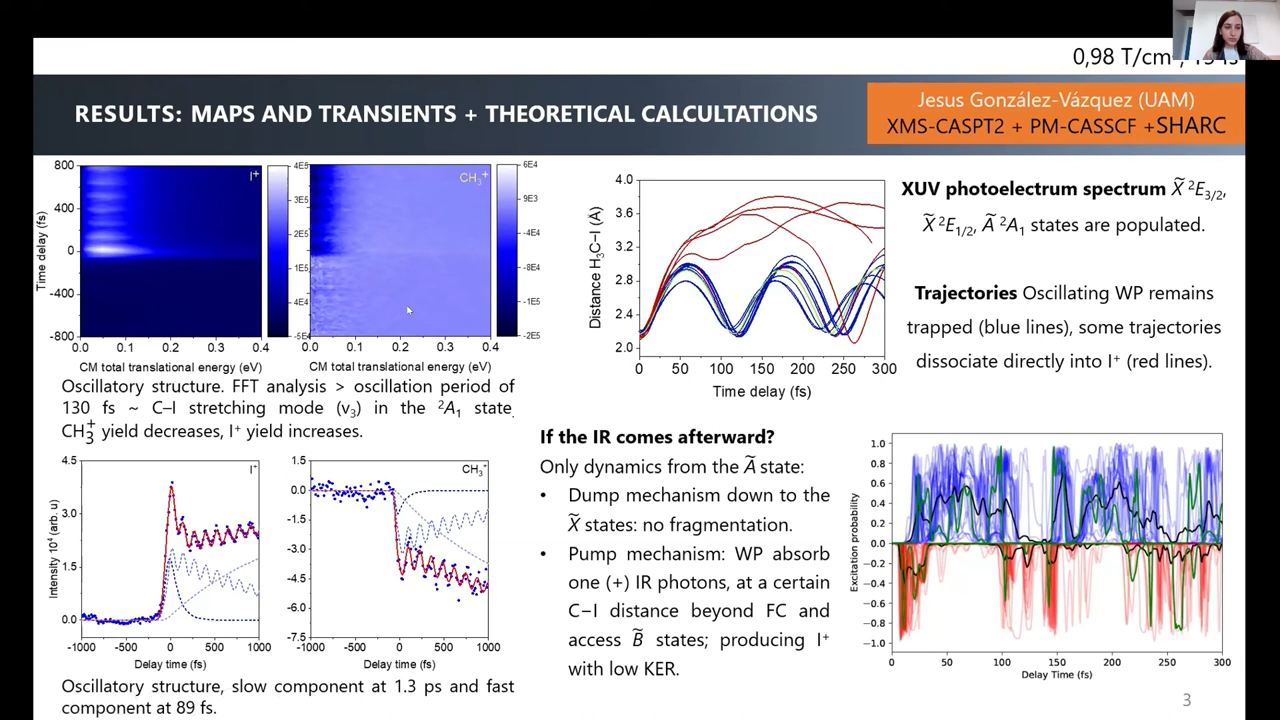 0,98 T/cm
RESULTS: MAPS AND TRANSIENTS + THEORETICAL CALCULTATIONS
Jesus González-Vázquez (UAM)
XMS-CASPT2 + PM-CASSCF +SHARC
800
400
0
-400
-800
Time delay (fs)
I⁺
0.0 0.1 0.2 0.3 0.4
CM total translational energy (eV)
4E5
3E5
2E5
1E5
4E4
-5E
CH₃⁺
0.0 0.1 0.2 0.3 0.4
CM total translational energy (eV)
6E4
9E3
-4E4
-8E4
-1E5
-2E5
Oscillatory structure. FFT analysis > oscillation period of
130 fs ~ C–I stretching mode (ν₃) in the ²A₁ state
CH₃⁺ yield decreases, I⁺ yield increases.
4.5
3.0
1.5
0.0
Intensity 10⁴ (arb. u)
I⁺
-1000 -500 0 500 1000
Delay time (fs)
1.5
0.0
-1.5
-3.0
-4.5
-6.0
-7.5
CH₃⁺
-1000 -500 0 500 1000
Delay time (fs)
Oscillatory structure, slow component at 1.3 ps and fast
component at 89 fs.
4.0
3.6
3.2
2.8
2.4
2.0
Distance H₃C–I (Å)
0 50 100 150 200 250 300
Time delay (fs)
XUV photoelectrum spectrum X̃ ²E₃/₂,
X̃ ²E₁/₂, Ã ²A₁ states are populated.
Trajectories Oscillating WP remains
trapped (blue lines), some trajectories
dissociate directly into I⁺ (red lines).
If the IR comes afterward?
Only dynamics from the Ã state:
• Dump mechanism down to the
X̃ states: no fragmentation.
• Pump mechanism: WP absorb
one (+) IR photons, at a certain
C–I distance beyond FC and
access B̃ states; producing I⁺
with low KER.
1.0
0.8
0.6
0.4
0.2
0.0
-0.2
-0.4
-0.6
-0.8
-1.0
Excitation probability
0 50 100 150 200 250 300
Delay Time (fs)
3